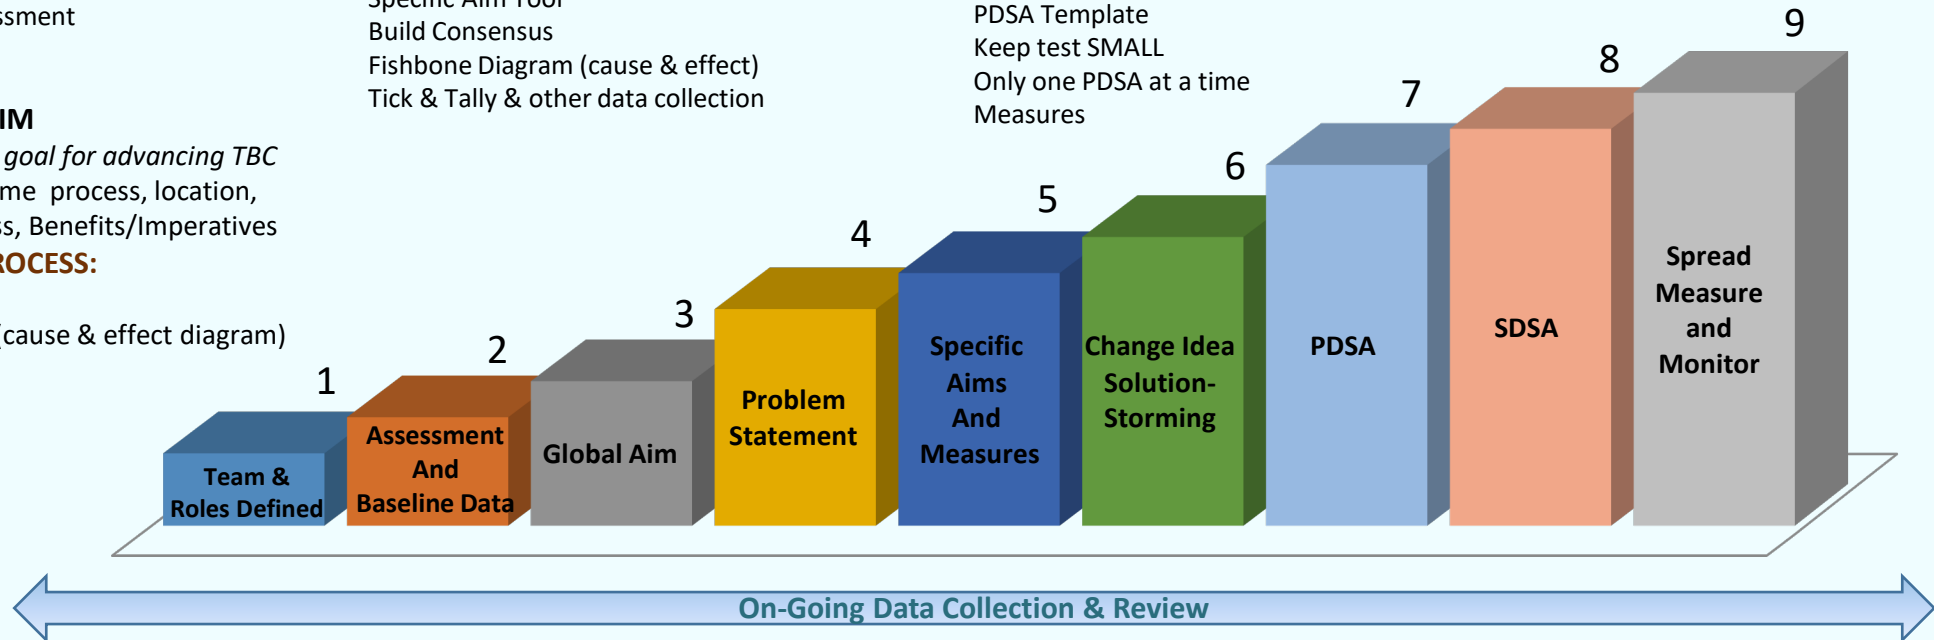 ssment
IM
goal for advancing TBC
me process, location,
ss, Benefits/Imperatives
ROCESS:
(cause & effect diagram)
Specific Aim Tool
Build Consensus
Fishbone Diagram (cause & effect)
Tick & Tally & other data collection
PDSA Template
Keep test SMALL
Only one PDSA at a time
Measures
1
Team &
Roles Defined
2
Assessment
And
Baseline Data
3
Global Aim
4
Problem
Statement
5
Specific
Aims
And
Measures
6
Change Idea
Solution-
Storming
7
PDSA
8
SDSA
9
Spread
Measure
and
Monitor
On-Going Data Collection & Review